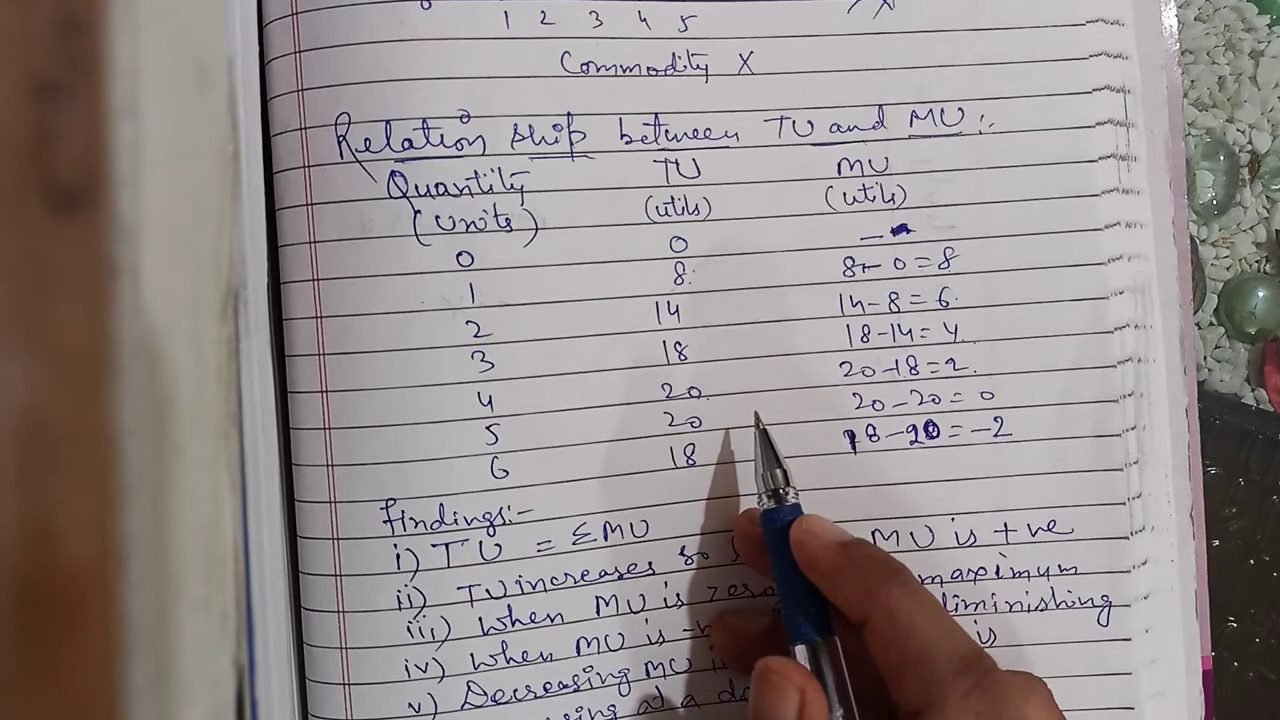 1 2 3 4 5
Commodity X
Relation ship between TU and MU :-
Quantity TU MU
(Units) (utils) (utils)
0 0 -
1 8 8 - 0 = 8
2 14 14 - 8 = 6
3 18 18 - 14 = 4
4 20 20 - 18 = 2
5 20 20 - 20 = 0
6 18 18 - 20 = -2
findings:-
i) TU = ΣMU
ii) TU increases so MU is +ve
iii) When MU is zero maximum
iv) When MU is diminishing
v) Decreasing MU is
at a